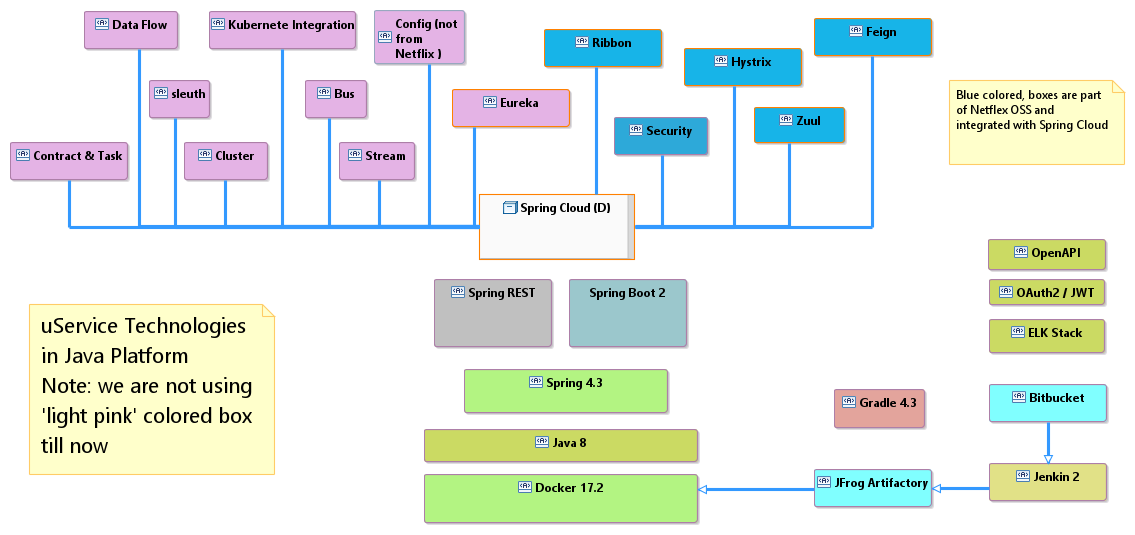 Data Flow
Kubernete Integration
Config (not
from
Netflix )
Ribbon
Feign
Hystrix
sleuth
Bus
Eureka
Security
Zuul
Blue colored, boxes are part
of Netflex OSS and
integrated with Spring Cloud
Contract & Task
Cluster
Stream
Spring Cloud (D)
OpenAPI
Spring REST
Spring Boot 2
OAuth2 / JWT
ELK Stack
uService Technologies
in Java Platform
Note: we are not using
'light pink' colored box
till now
Spring 4.3
Gradle 4.3
Bitbucket
Java 8
Docker 17.2
JFrog Artifactory
Jenkin 2